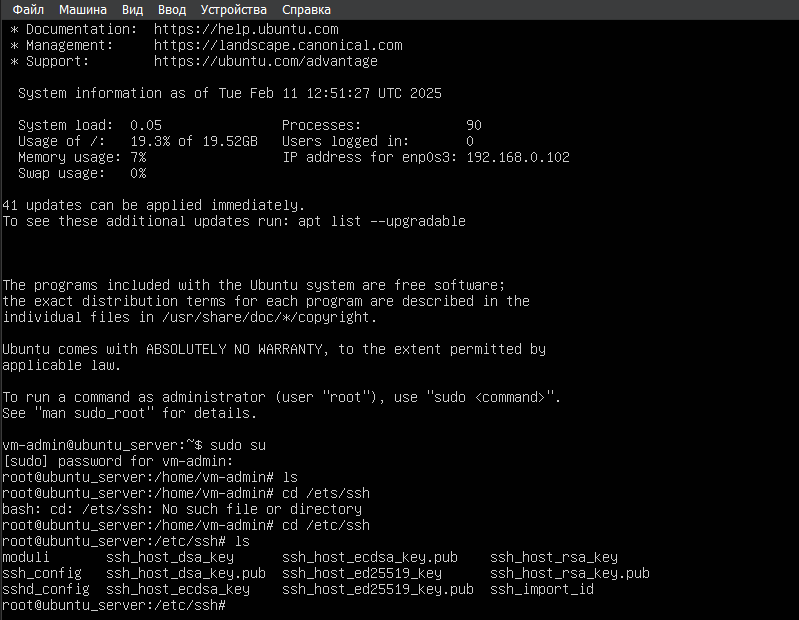 Файл Машина Вид Ввод Устройства Справка
* Documentation:  https://help.ubuntu.com
* Management:     https://landscape.canonical.com
* Support:        https://ubuntu.com/advantage
System information as of Tue Feb 11 12:51:27 UTC 2025
System load:  0.05              Processes:             90
Usage of /:   19.3% of 19.52GB   Users logged in:       0
Memory usage: 7%                IP address for enp0s3: 192.168.0.102
Swap usage:   0%
41 updates can be applied immediately.
To see these additional updates run: apt list --upgradable
The programs included with the Ubuntu system are free software;
the exact distribution terms for each program are described in the
individual files in /usr/share/doc/*/copyright.
Ubuntu comes with ABSOLUTELY NO WARRANTY, to the extent permitted by
applicable law.
To run a command as administrator (user "root"), use "sudo <command>".
See "man sudo_root" for details.
vm-admin@ubuntu_server:~$ sudo su
[sudo] password for vm-admin:
root@ubuntu_server:/home/vm-admin# ls
root@ubuntu_server:/home/vm-admin# cd /ets/ssh
bash: cd: /ets/ssh: No such file or directory
root@ubuntu_server:/home/vm-admin# cd /etc/ssh
root@ubuntu_server:/etc/ssh# ls
moduli       ssh_host_dsa_key      ssh_host_ecdsa_key.pub    ssh_host_rsa_key
ssh_config   ssh_host_dsa_key.pub  ssh_host_ed25519_key      ssh_host_rsa_key.pub
sshd_config  ssh_host_ecdsa_key    ssh_host_ed25519_key.pub  ssh_import_id
root@ubuntu_server:/etc/ssh#